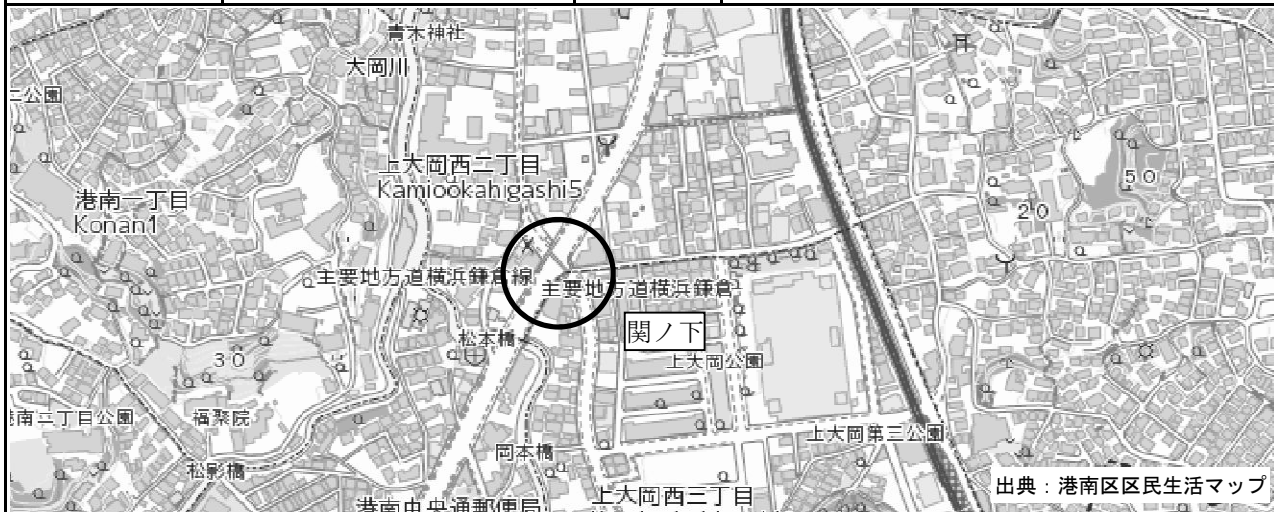 青木神社
大岡川
二公園
上大岡西二丁目
Kamiookahigashi5
港南一丁目
Konan1
50
20
主要地方道横浜鎌倉線
主要地方道横浜鎌倉
関ノ下
松本橋
上大岡公園
30
港南二丁目公園
福聚院
上大岡第三公園
岡本橋
松影橋
出典：港南区区民生活マップ
上大岡西三丁目
港南中央通郵便局